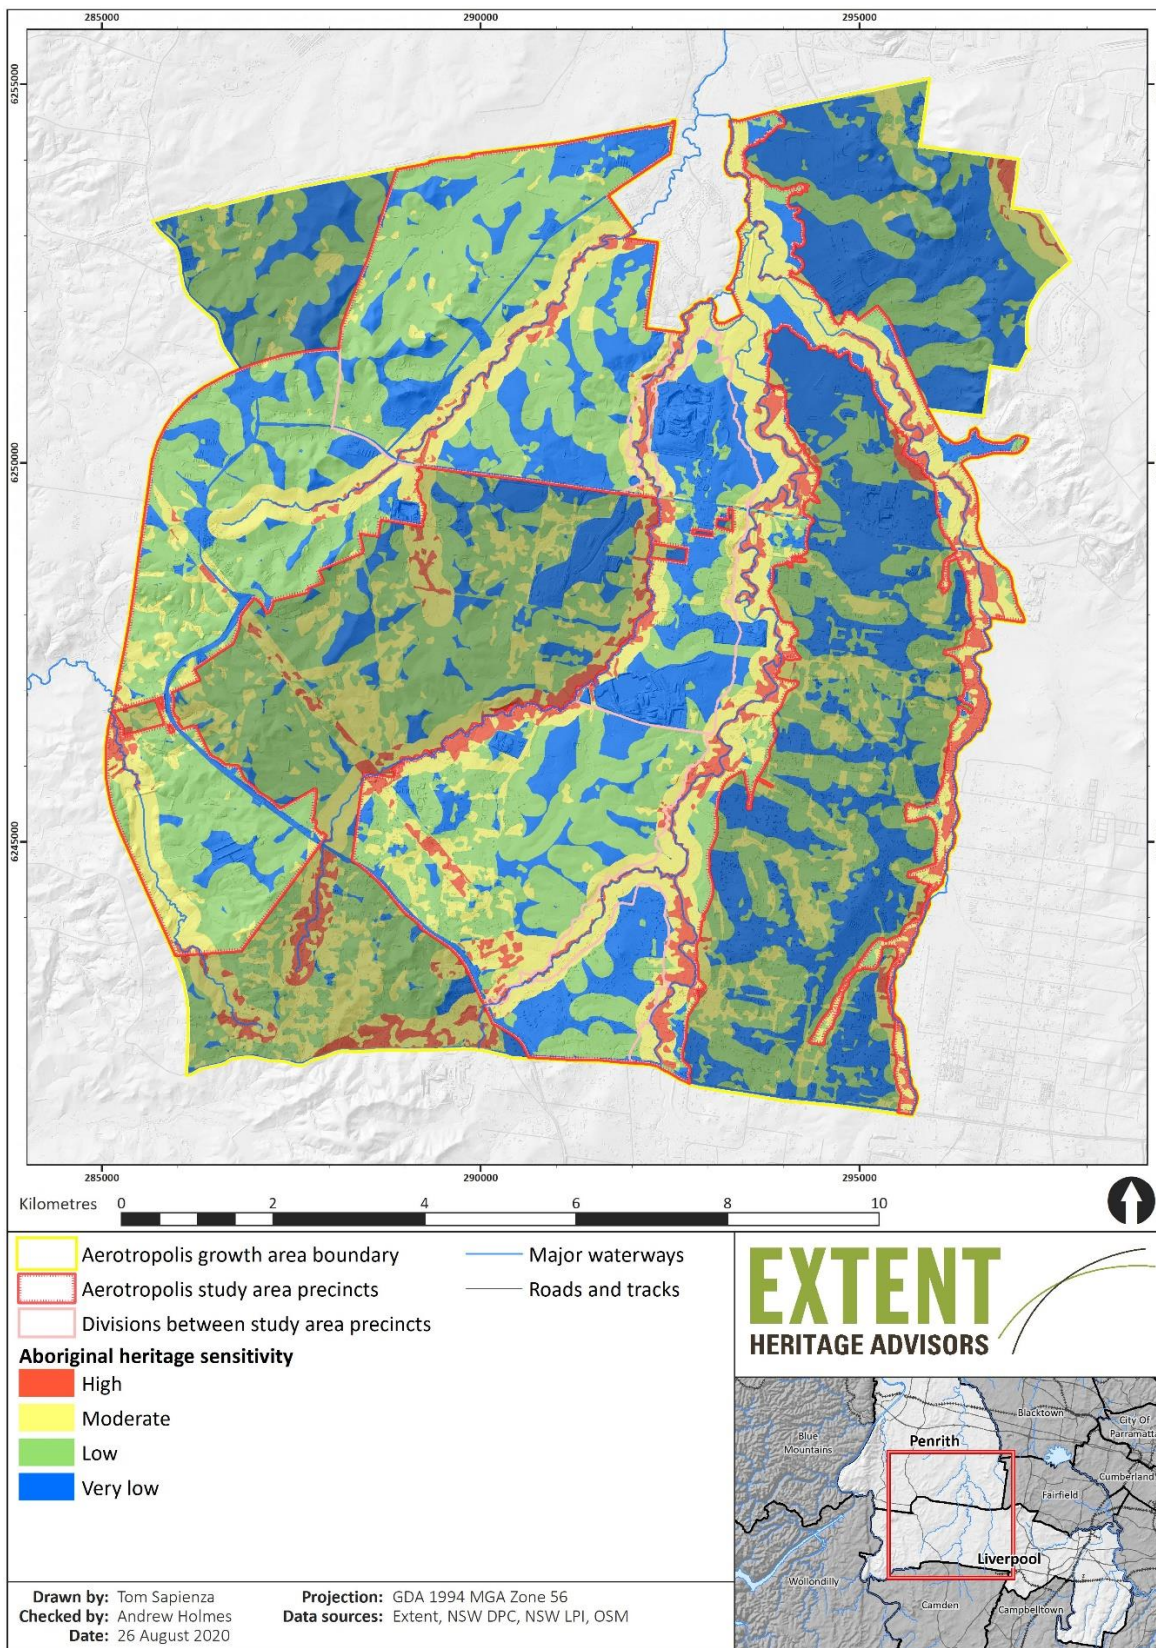 285000 290000 295000
6255000
6250000
6245000
285000 290000 295000
Kilometres 0 2 4 6 8 10
Aerotropolis growth area boundary
Aerotropolis study area precincts
Divisions between study area precincts
Major waterways
Roads and tracks
Aboriginal heritage sensitivity
High
Moderate
Low
Very low
EXTENT
HERITAGE ADVISORS
Blue
Mountains
Penrith
Blacktown
City Of
Parramatta
Cumberland
Fairfield
Liverpool
Wollondilly
Camden
Campbelltown
Drawn by: Tom Sapienza
Checked by: Andrew Holmes
Date: 26 August 2020
Projection: GDA 1994 MGA Zone 56
Data sources: Extent, NSW DPC, NSW LPI, OSM